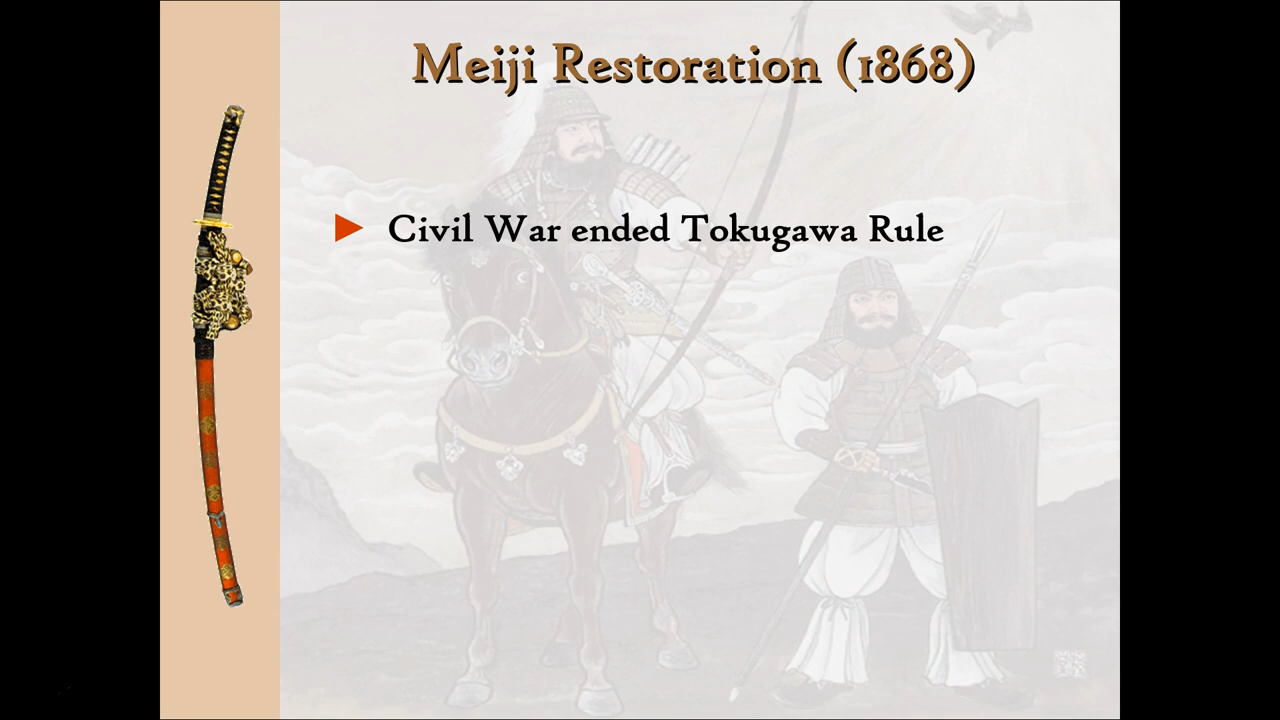 Meiji Restoration (1868)
Civil War ended Tokugawa Rule